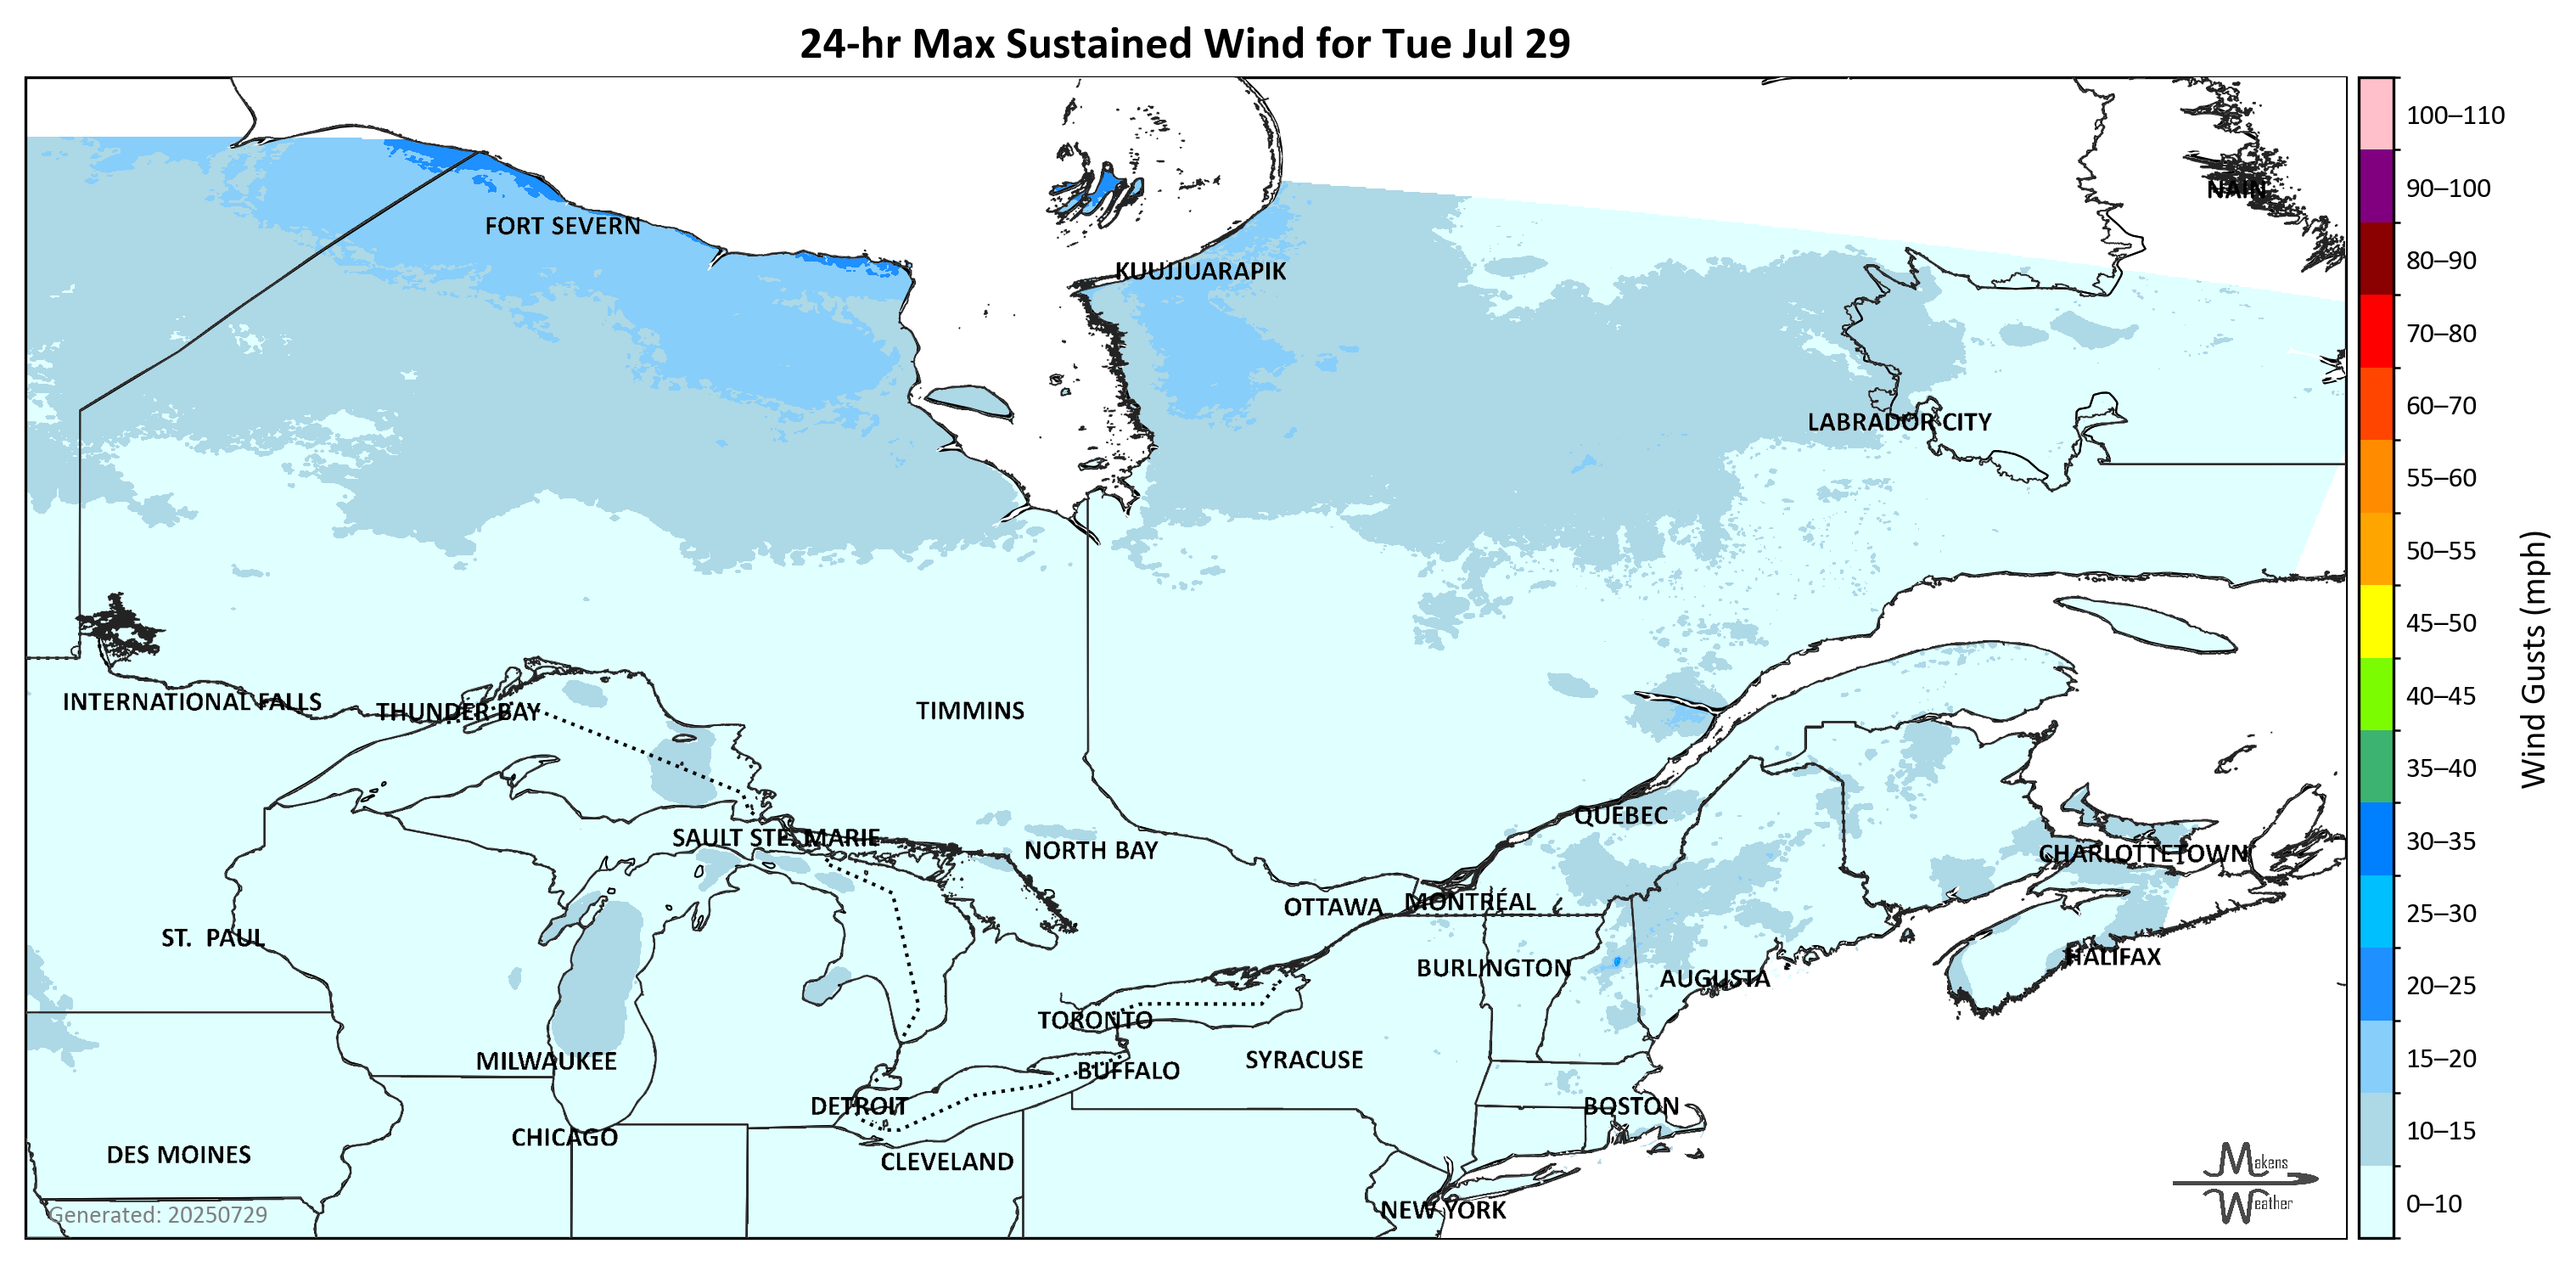 24-hr Max Sustained Wind for Tue Jul 29
100–110
90–100
NAIN
FORT SEVERN
80–90
KUUJJUARAPIK
70–80
60–70
LABRADOR CITY
55–60
50–55
45–50
40–45
Wind Gusts (mph)
INTERNATIONAL FALLS
THUNDER BAY
TIMMINS
35–40
QUÉBEC
SAULT STE. MARIE
30–35
NORTH BAY
CHARLOTTETOWN
OTTAWA
MONTRÉAL
25–30
ST. PAUL
HALIFAX
BURLINGTON
AUGUSTA
20–25
TORONTO
MILWAUKEE
SYRACUSE
BUFFALO
15–20
DETROIT
BOSTON
10–15
CHICAGO
DES MOINES
CLEVELAND
Makens
Weather
0–10
NEW YORK
Generated: 20250729